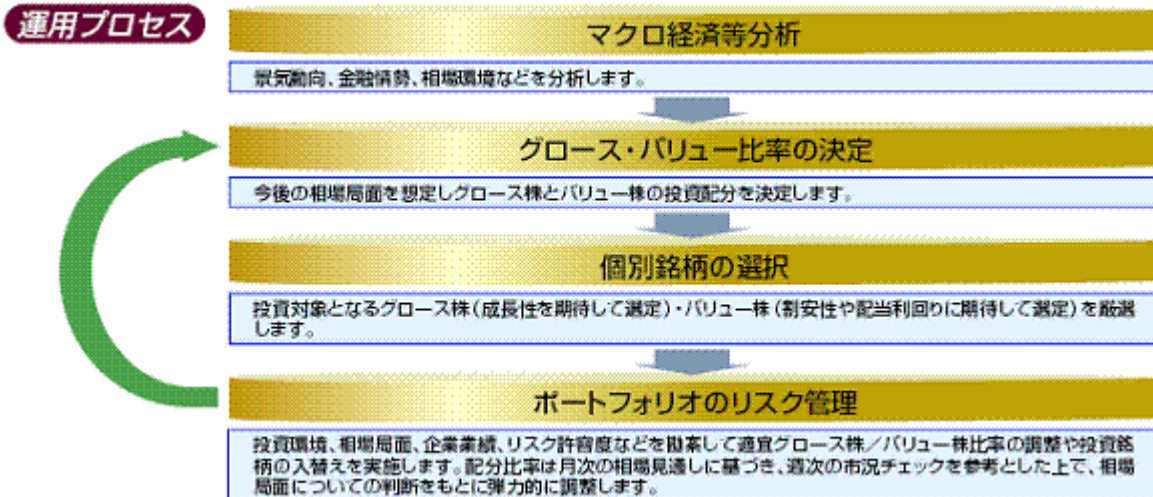 運用プロセス
マクロ経済等分析
景気動向、金融情勢、相場環境などを分析します。
グロース・バリュー比率の決定
今後の相場局面を想定しグロース株とバリュー株の投資配分を決定します。
個別銘柄の選択
投資対象となるグロース株(成長性を期待して選定)・バリュー株(割安性や配当利回りに期待して選定)を厳選
します。
ポートフォリオのリスク管理
投資環境、相場局面、企業業績、リスク許容度などを勘案して適宜グロース株/バリュー株比率の調整や投資銘
柄の入替えを実施します。配分比率は月次の相場見通しに基づき、週次の市況チェックを参考とした上で、相場
局面についての判断をもとに弾力的に調整します。